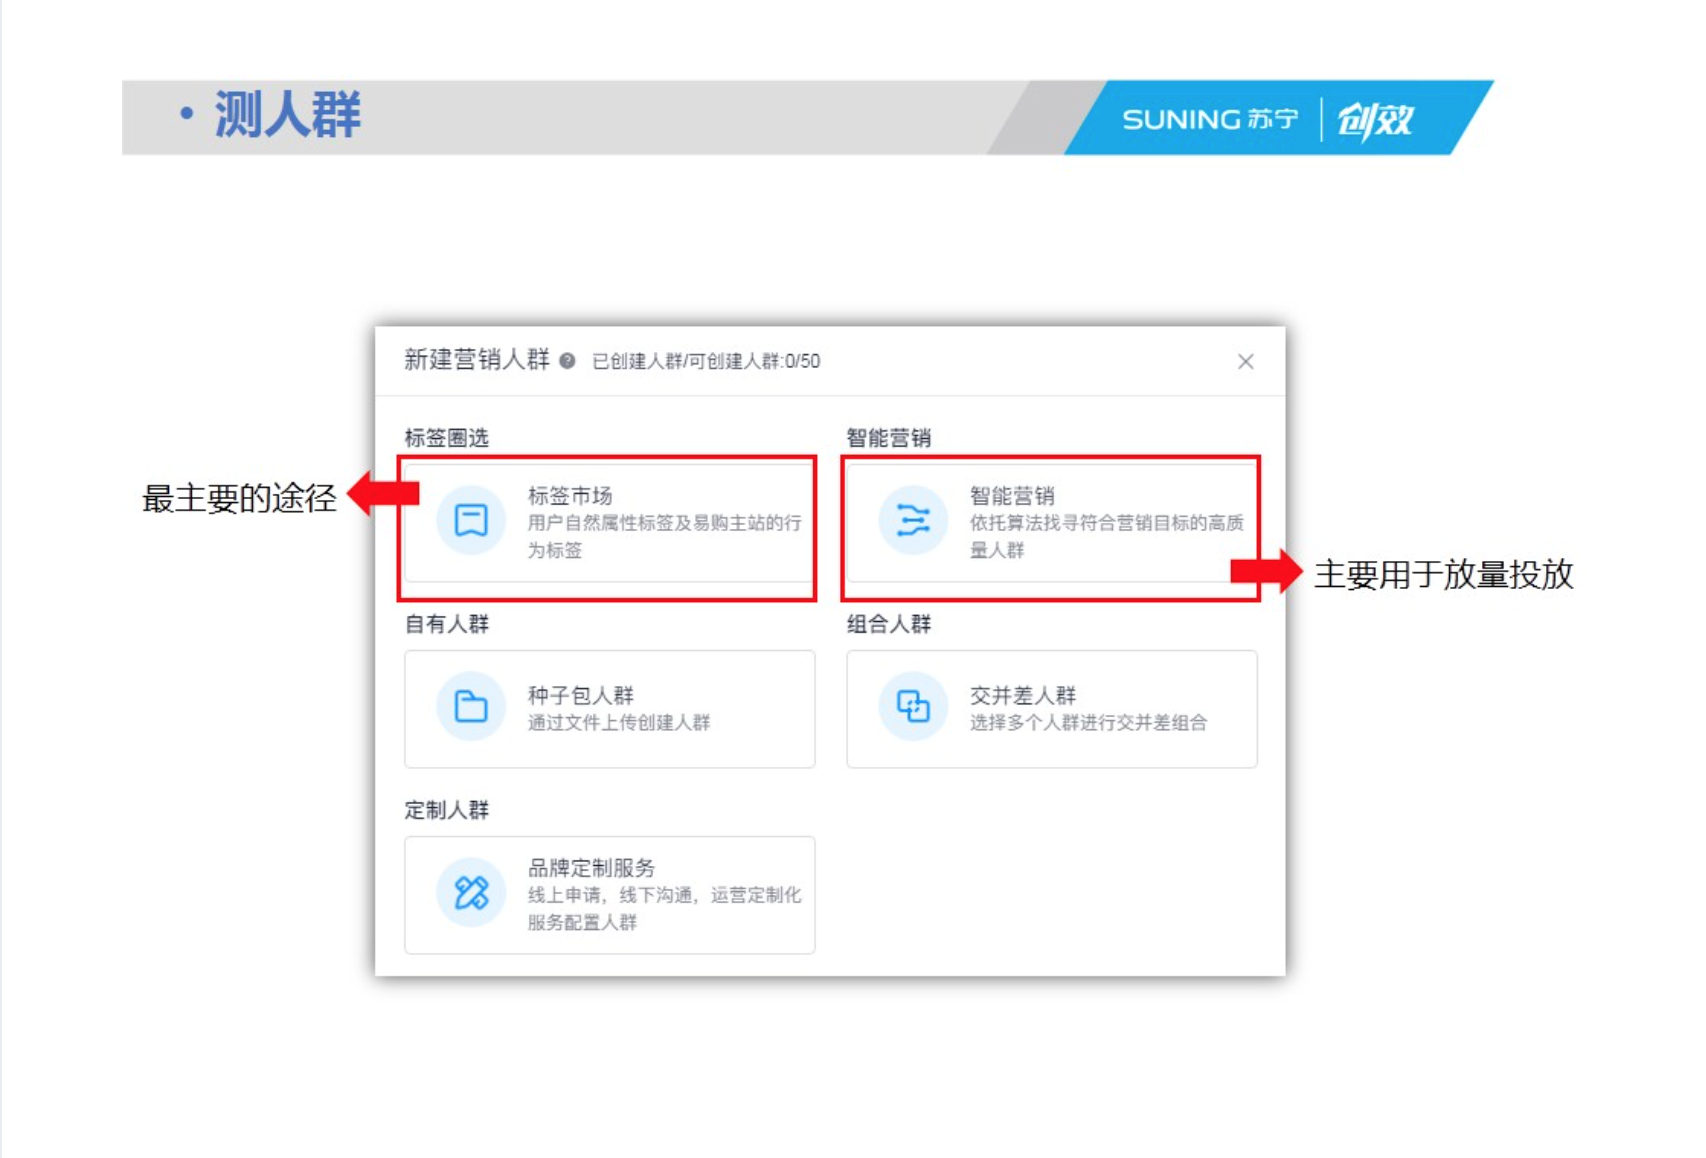 • 测人群
SUNING 苏宁 | 创效
新建营销人群 ? 已创建人群/可创建人群:0/50
标签圈选
标签市场
用户自然属性标签及易购主站的行
为标签
最主要的途径
智能营销
智能营销
依托算法找寻符合营销目标的高质
量人群
主要用于放量投放
自有人群
种子包人群
通过文件上传创建人群
组合人群
交并差人群
选择多个人群进行交并差组合
定制人群
品牌定制服务
线上申请，线下沟通，运营定制化
服务配置人群